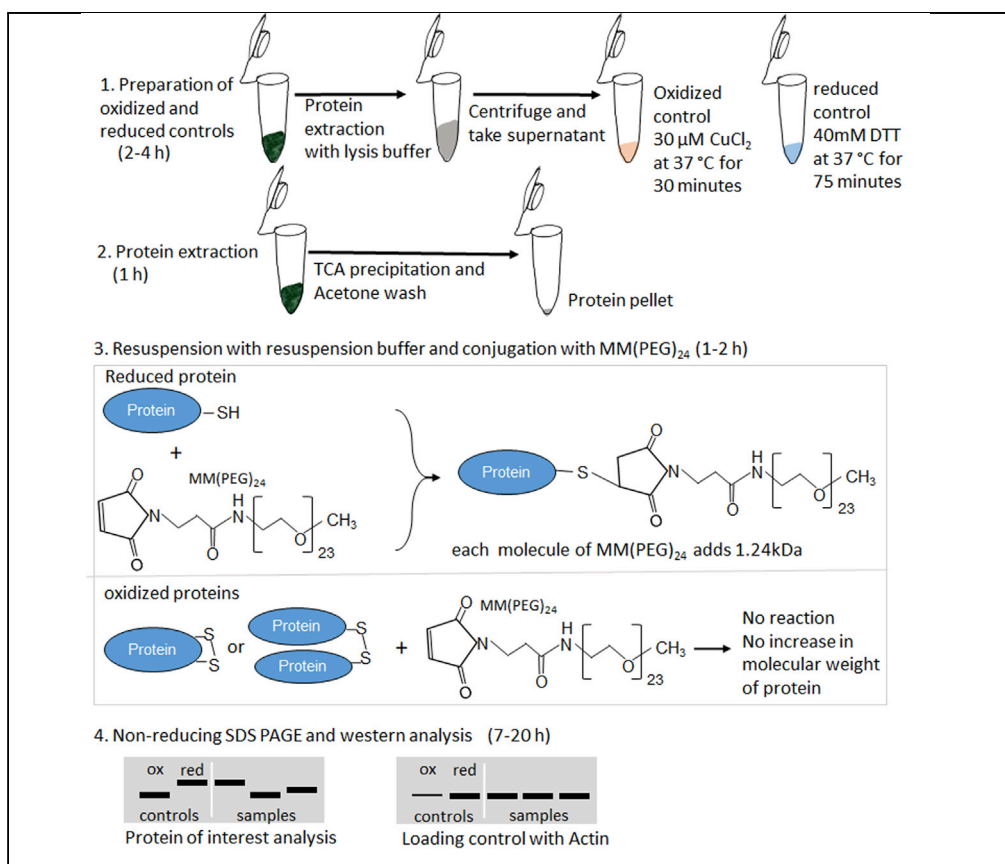 1. Preparation of
oxidized and
reduced controls
(2-4 h)
Protein
extraction
with lysis buffer
Centrifuge and
take supernatant
Oxidized
control
30 µM CuCl₂
at 37 °C for
30 minutes
reduced
control
40mM DTT
at 37 °C for
75 minutes
2. Protein extraction
(1 h)
TCA precipitation and
Acetone wash
Protein pellet
3. Resuspension with resuspension buffer and conjugation with MM(PEG)₂₄ (1-2 h)
Reduced protein
Protein
SH
+
MM(PEG)₂₄
O
N
O
O
H
N
O
CH₃
23
Protein
S
O
N
O
O
H
N
O
CH₃
23
each molecule of MM(PEG)₂₄ adds 1.24kDa
oxidized proteins
Protein
S
S
or
Protein
Protein
S
S
+
MM(PEG)₂₄
O
N
O
O
H
N
O
CH₃
23
No reaction
No increase in
molecular weight
of protein
4. Non-reducing SDS PAGE and western analysis (7-20 h)
ox red
controls samples
Protein of interest analysis
ox red
controls samples
Loading control with Actin